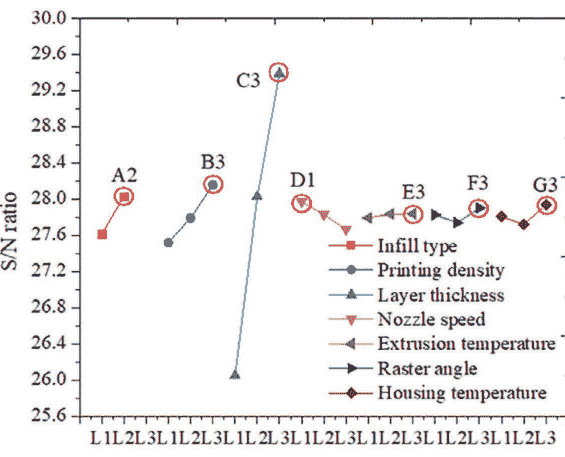 S/N ratio
30.0
29.6
29.2
28.8
28.4
28.0
27.6
27.2
26.8
26.4
26.0
25.6
A2
B3
C3
D1
E3
F3
G3
Infill type
Printing density
Layer thickness
Nozzle speed
Extrusion temperature
Raster angle
Housing temperature
L1L2L3L1L2L3L1L2L3L1L2L3L1L2L3L1L2L3L1L2L3